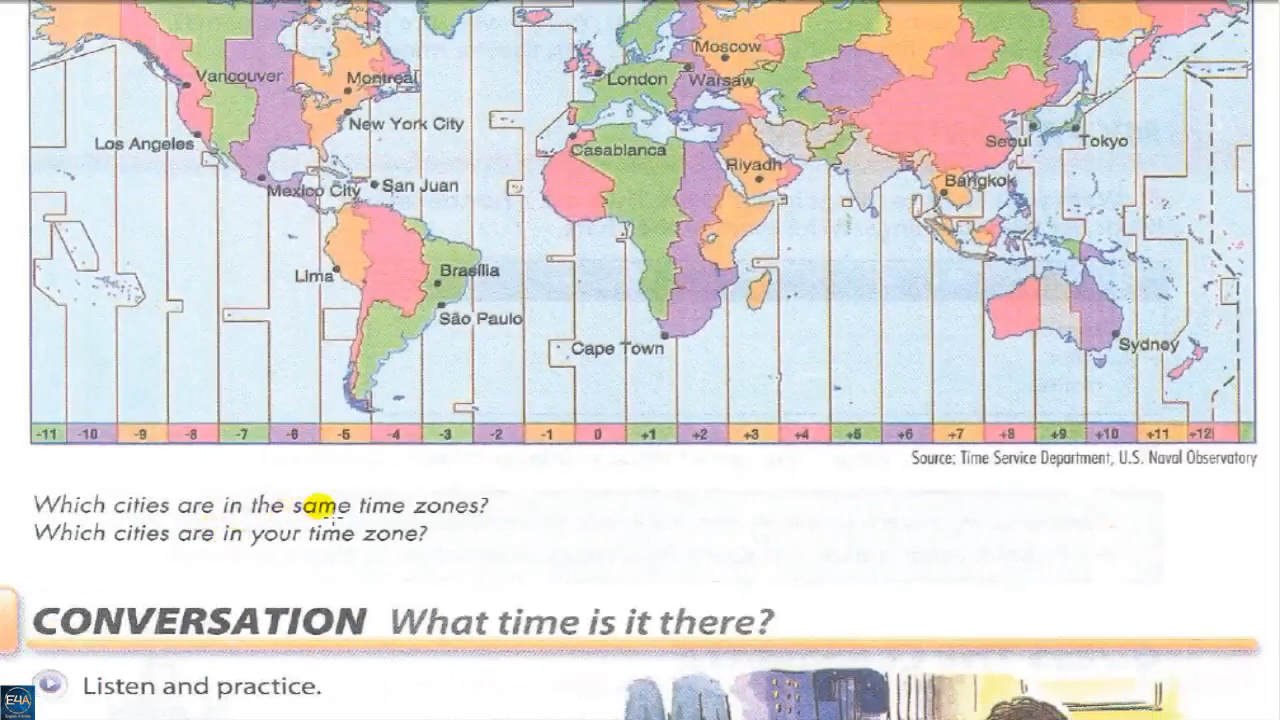 Moscow
Vancouver
Montreal
London
Warsaw
New York City
Los Angeles
Casablanca
Seoul
Tokyo
Riyadh
Mexico City
San Juan
Bangkok
Lima
Brasília
São Paulo
Cape Town
Sydney
-11 -10 -9 -8 -7 -6 -5 -4 -3 -2 -1 0 +1 +2 +3 +4 +5 +6 +7 +8 +9 +10 +11 +12
Source: Time Service Department, U.S. Naval Observatory
Which cities are in the same time zones?
Which cities are in your time zone?
CONVERSATION What time is it there?
Listen and practice.
E4A